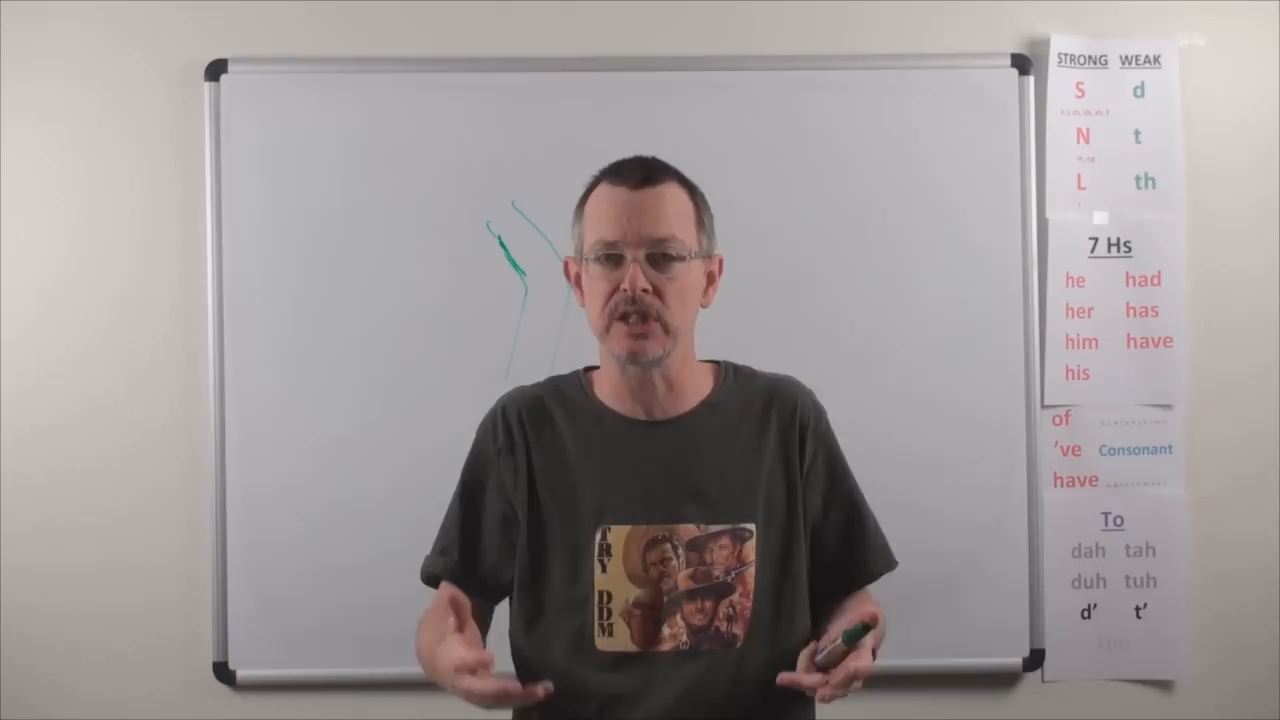 STRONG WEAK
S d
N t
L th
7 Hs
he had
her has
him have
his
of
've Consonant
have
To
dah tah
duh tuh
d' t'
TRY
DDM